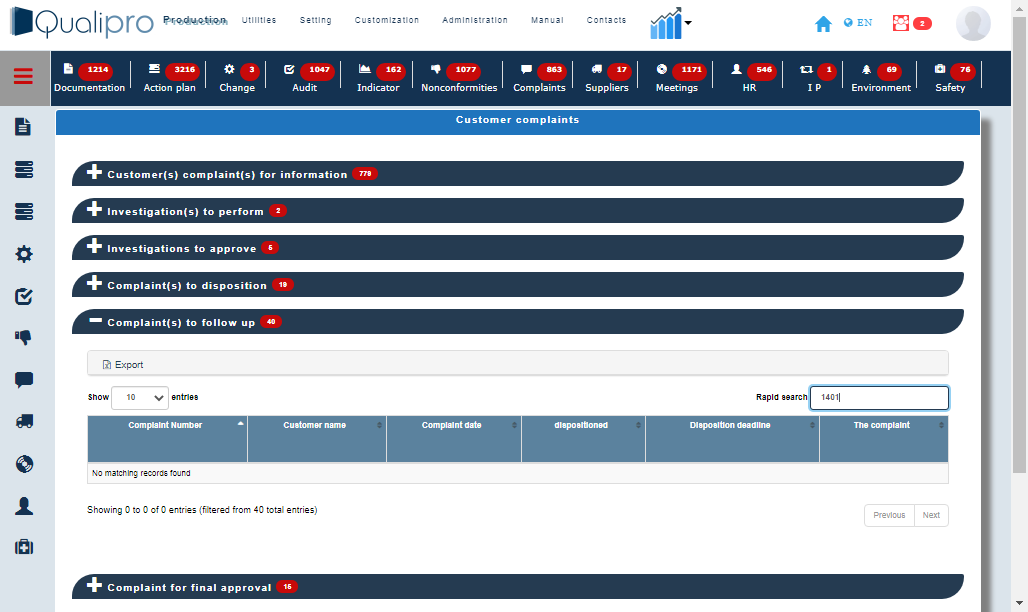 Qualipro
Production Utilities Setting Customization Administration Manual Contacts
EN 2
1214 3216 3 1047 162 1077 863 17 1171 546 1 69 76
Documentation Action plan Change Audit Indicator Nonconformities Complaints Suppliers Meetings HR I P Environment Safety
Customer complaints
Customer(s) complaint(s) for information 778
Investigation(s) to perform 2
Investigations to approve 5
Complaint(s) to disposition 19
Complaint(s) to follow up 40
Export
Show 10 entries Rapid search 1401
Complaint Number Customer name Complaint date dispositioned Disposition deadline The complaint
No matching records found
Showing 0 to 0 of 0 entries (filtered from 40 total entries)
Previous Next
Complaint for final approval 15